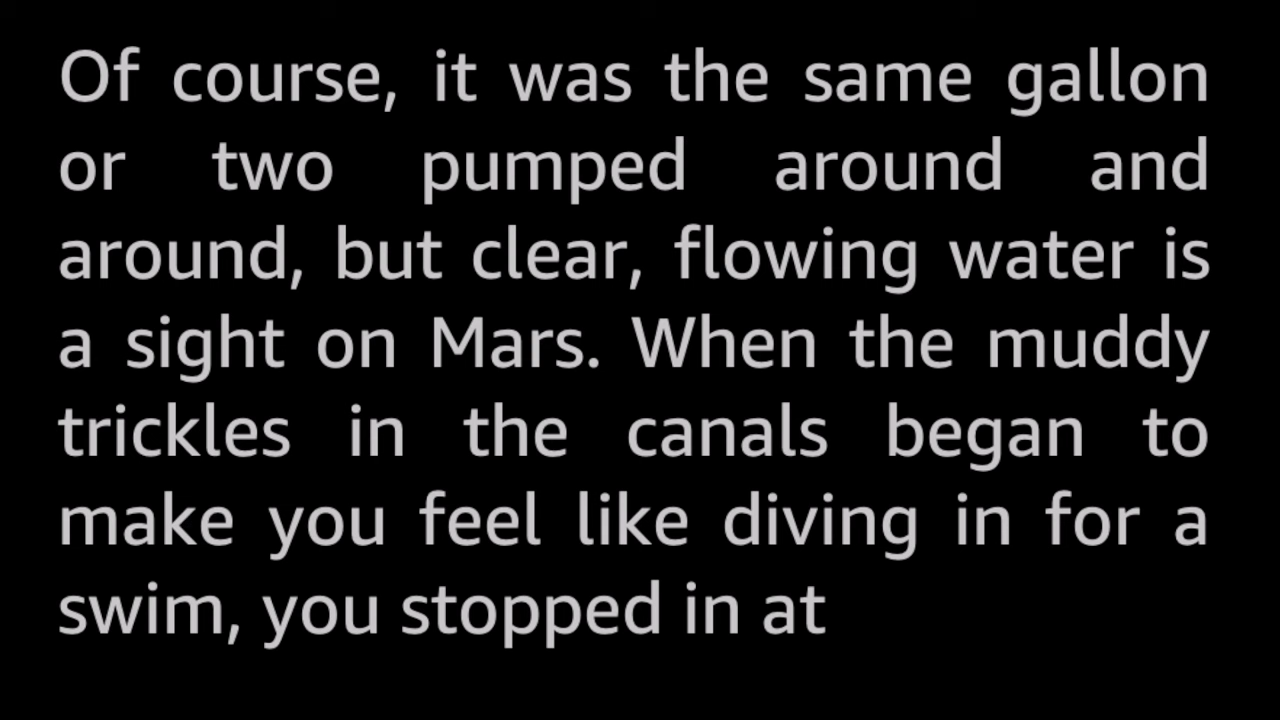 Of course, it was the same gallon
or two pumped around and
around, but clear, flowing water is
a sight on Mars. When the muddy
trickles in the canals began to
make you feel like diving in for a
swim, you stopped in at